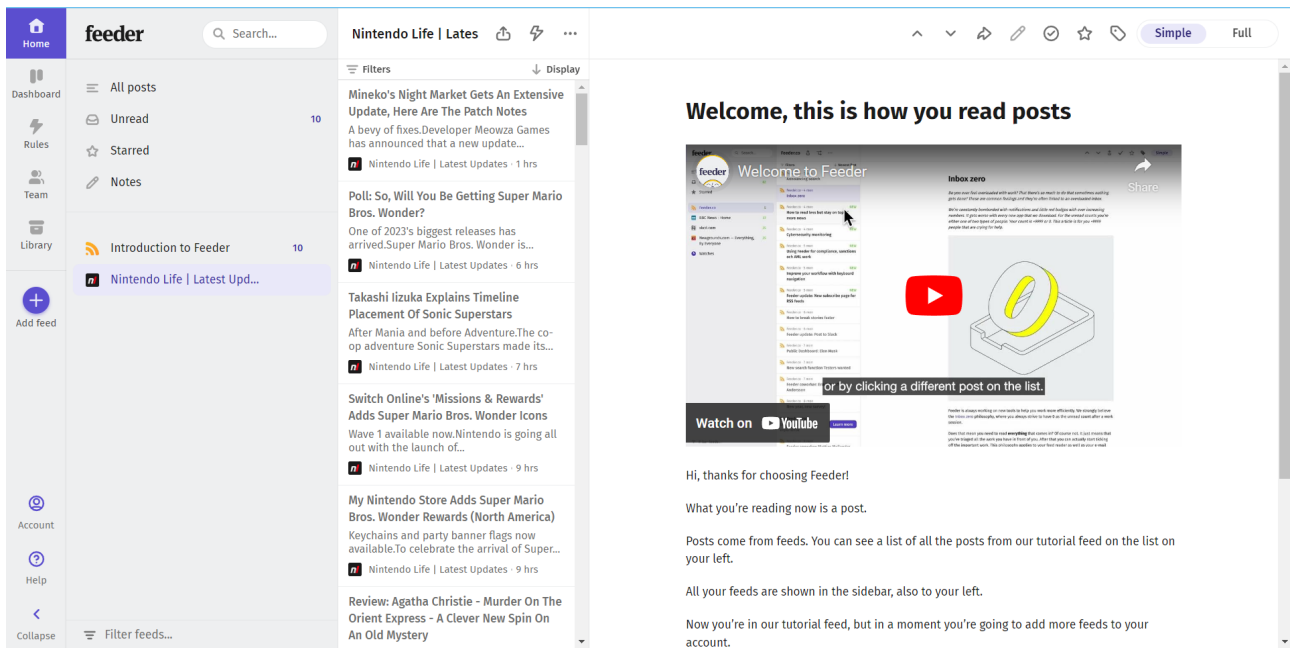 Home
Dashboard
Rules
Team
Library
Add feed
Account
Help
Collapse
feeder
Search...
All posts
Unread 10
Starred
Notes
Introduction to Feeder 10
Nintendo Life | Latest Upd...
Filter feeds...
Nintendo Life | Lates
Filters
Display
Mineko's Night Market Gets An Extensive
Update, Here Are The Patch Notes
A bevy of fixes.Developer Meowza Games
has announced that a new update...
Nintendo Life | Latest Updates · 1 hrs
Poll: So, Will You Be Getting Super Mario
Bros. Wonder?
One of 2023's biggest releases has
arrived.Super Mario Bros. Wonder is...
Nintendo Life | Latest Updates · 6 hrs
Takashi Iizuka Explains Timeline
Placement Of Sonic Superstars
After Mania and before Adventure.The co-
op adventure Sonic Superstars made its...
Nintendo Life | Latest Updates · 7 hrs
Switch Online's 'Missions & Rewards'
Adds Super Mario Bros. Wonder Icons
Wave 1 available now.Nintendo is going all
out with the launch of...
Nintendo Life | Latest Updates · 9 hrs
My Nintendo Store Adds Super Mario
Bros. Wonder Rewards (North America)
Keychains and party banner flags now
available.To celebrate the arrival of Super...
Nintendo Life | Latest Updates · 9 hrs
Review: Agatha Christie - Murder On The
Orient Express - A Clever New Spin On
An Old Mystery
Simple
Full
Welcome, this is how you read posts
feeder
Welcome to Feeder
Share
Inbox zero
or by clicking a different post on the list.
Watch on YouTube
Hi, thanks for choosing Feeder!
What you're reading now is a post.
Posts come from feeds. You can see a list of all the posts from our tutorial feed on the list on
your left.
All your feeds are shown in the sidebar, also to your left.
Now you're in our tutorial feed, but in a moment you're going to add more feeds to your
account.